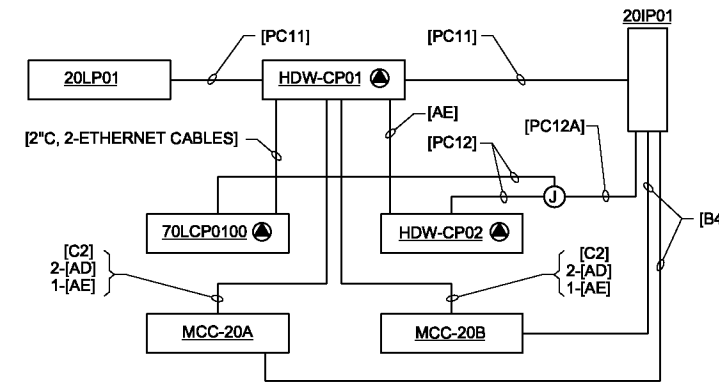 20IP01
[PC11]
[PC11]
20LP01
HDW-CP01
[AE]
[PC12A]
[2"C, 2-ETHERNET CABLES]
[PC12]
J
70LCP0100
HDW-CP02
[B4
[C2]
2-[AD]
1-[AE]
[C2]
2-[AD]
1-[AE]
MCC-20A
MCC-20B